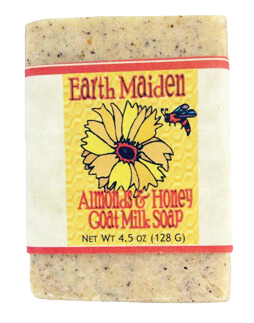 Earth Maiden
Almonds & Honey
Goat Milk Soap
NET WT 4.5 OZ (128 G)